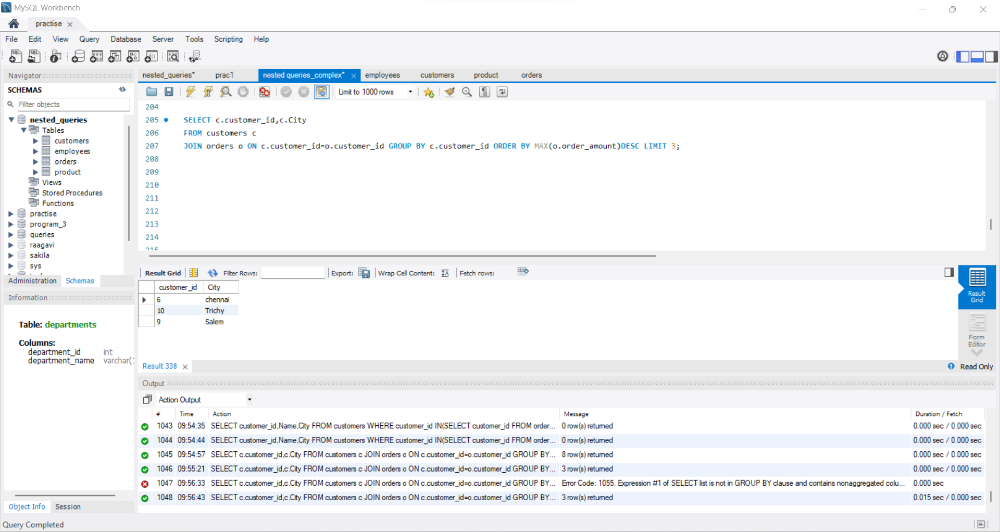 MySQL Workbench
practise
File Edit View Query Database Server Tools Scripting Help
Navigator
SCHEMAS
Filter objects
nested_queries
Tables
customers
employees
orders
product
Views
Stored Procedures
Functions
practise
program_3
queries
raagavi
sakila
sys
Administration Schemas
Information
Table: departments
Columns:
department_id int
department_name varchar(
Object Info Session
nested_queries* prac1 nested queries_complex* employees customers product orders
Limit to 1000 rows
204
205 SELECT c.customer_id,c.City
206 FROM customers c
207 JOIN orders o ON c.customer_id=o.customer_id GROUP BY c.customer_id ORDER BY MAX(o.order_amount)DESC LIMIT 3;
208
209
210
211
212
213
214
215
Result Grid Filter Rows: Export: Wrap Cell Content: Fetch rows:
customer_id City
6 chennai
10 Trichy
9 Salem
Result Grid
Form Editor
Result 338
Read Only
Output
Action Output
# Time Action Message Duration / Fetch
1043 09:54:35 SELECT customer_id,Name,City FROM customers WHERE customer_id IN(SELECT customer_id FROM order... 0 row(s) returned 0.000 sec / 0.000 sec
1044 09:54:44 SELECT customer_id,Name,City FROM customers WHERE customer_id IN(SELECT customer_id FROM order... 0 row(s) returned 0.000 sec / 0.000 sec
1045 09:54:57 SELECT c.customer_id,c.City FROM customers c JOIN orders o ON c.customer_id=o.customer_id GROUP BY... 8 row(s) returned 0.000 sec / 0.000 sec
1046 09:55:21 SELECT c.customer_id,c.City FROM customers c JOIN orders o ON c.customer_id=o.customer_id GROUP BY... 3 row(s) returned 0.000 sec / 0.000 sec
1047 09:56:33 SELECT c.customer_id,c.City FROM customers c JOIN orders o ON c.customer_id=o.customer_id GROUP BY... Error Code: 1055. Expression #1 of SELECT list is not in GROUP BY clause and contains nonaggregated colu... 0.000 sec
1048 09:56:43 SELECT c.customer_id,c.City FROM customers c JOIN orders o ON c.customer_id=o.customer_id GROUP BY... 3 row(s) returned 0.015 sec / 0.000 sec
Query Completed